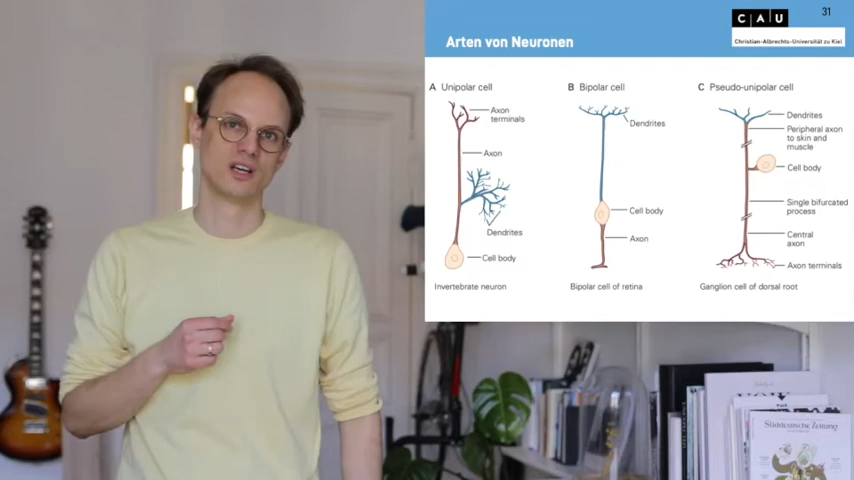 31
C A U
Christian-Albrechts-Universität zu Kiel
Arten von Neuronen
A Unipolar cell
Axon
terminals
Axon
Dendrites
Cell body
Invertebrate neuron
B Bipolar cell
Dendrites
Cell body
Axon
Bipolar cell of retina
C Pseudo-unipolar cell
Dendrites
Peripheral axon
to skin and
muscle
Cell body
Single bifurcated
process
Central
axon
Axon terminals
Ganglion cell of dorsal root
Süddeutsche Zeitung